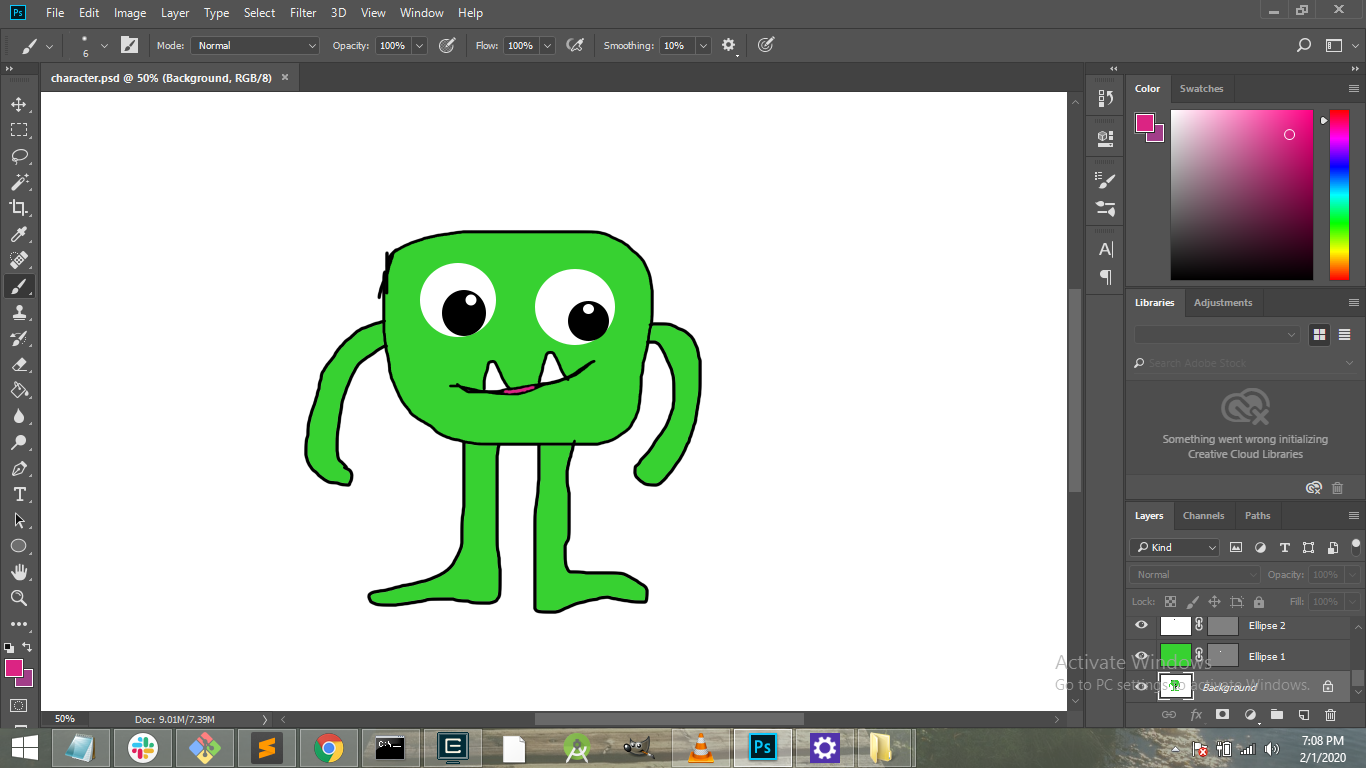 Ps File Edit Image Layer Type Select Filter 3D View Window Help
6 Mode: Normal Opacity: 100% Flow: 100% Smoothing: 10%
character.psd @ 50% (Background, RGB/8) ×
Color Swatches
Libraries Adjustments
Search Adobe Stock
Something went wrong initializing
Creative Cloud Libraries
Layers Channels Paths
Kind
Normal Opacity: 100%
Lock: Fill: 100%
Ellipse 2
Ellipse 1
Background
Activate Windows
Go to PC settings to activate Windows.
50% Doc: 9.01M/7.39M
C:\.
Ps
7:08 PM
2/1/2020